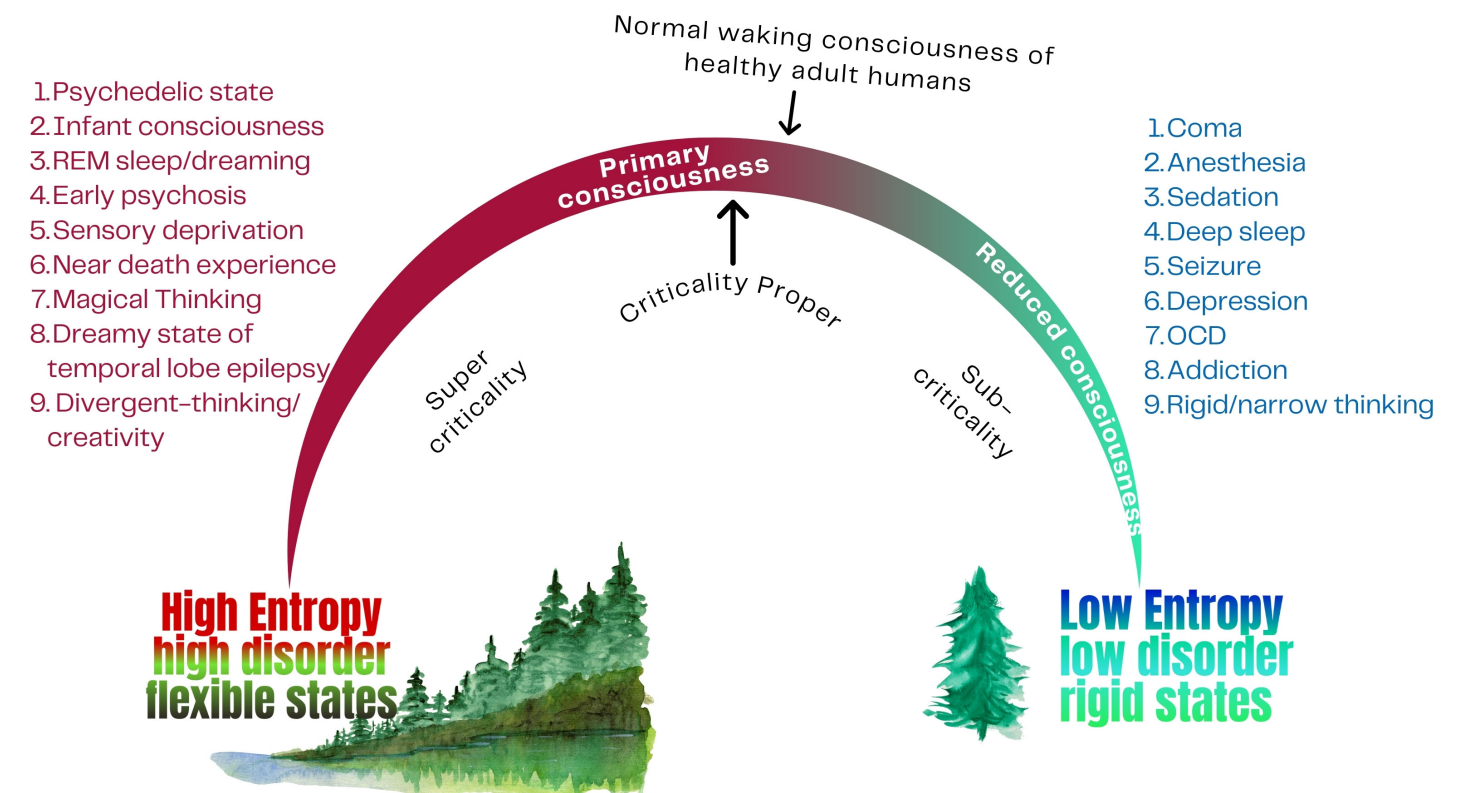 Normal waking consciousness of
healthy adult humans
1.Psychedelic state
2.Infant consciousness
3.REM sleep/dreaming
4.Early psychosis
5.Sensory deprivation
6.Near death experience
7.Magical Thinking
8.Dreamy state of
temporal lobe epilepsy
9. Divergent-thinking/
creativity
Primary
consciousness
Criticality Proper
Super
criticality
Sub-
criticality
Reduced consciousness
1.Coma
2.Anesthesia
3.Sedation
4.Deep sleep
5.Seizure
6.Depression
7.OCD
8.Addiction
9.Rigid/narrow thinking
High Entropy
high disorder
flexible states
Low Entropy
low disorder
rigid states